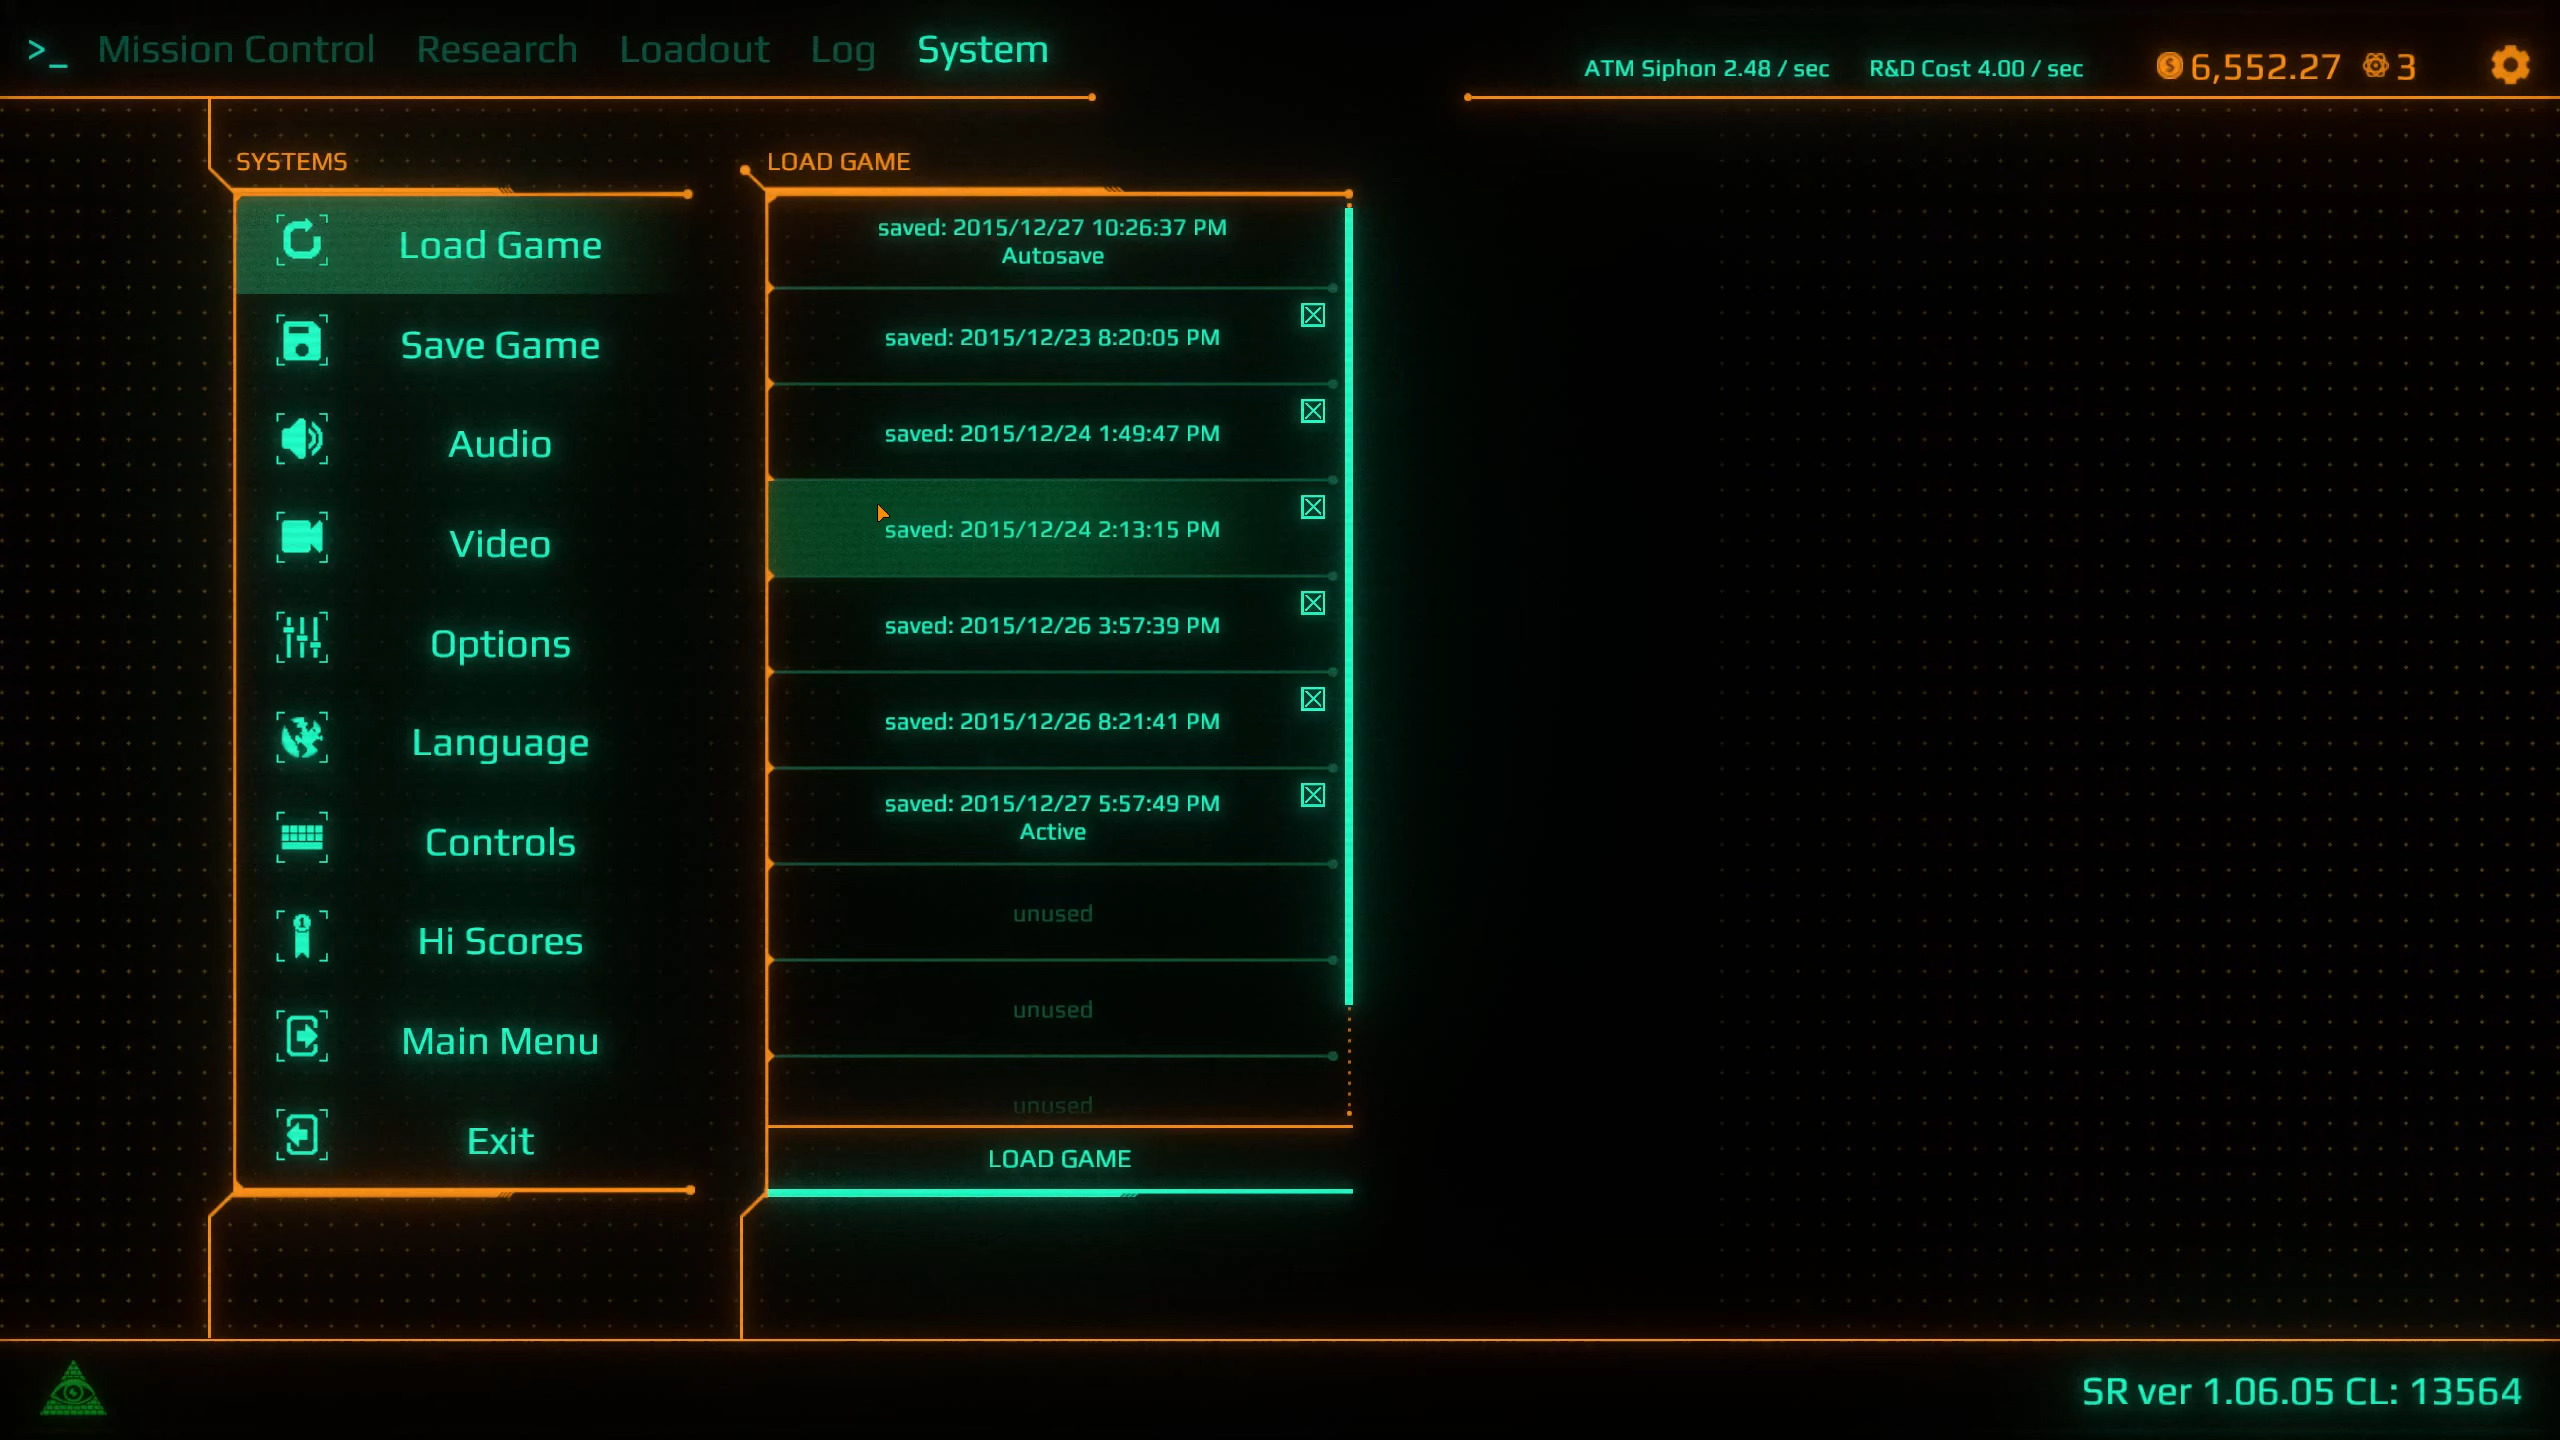 >_ Mission Control Research Loadout Log System
ATM Siphon 2.48 / sec R&D Cost 4.00 / sec 6,552.27 3
SYSTEMS
Load Game
Save Game
Audio
Video
Options
Language
Controls
Hi Scores
Main Menu
Exit
LOAD GAME
saved: 2015/12/27 10:26:37 PM
Autosave
saved: 2015/12/23 8:20:05 PM
saved: 2015/12/24 1:49:47 PM
saved: 2015/12/24 2:13:15 PM
saved: 2015/12/26 3:57:39 PM
saved: 2015/12/26 8:21:41 PM
saved: 2015/12/27 5:57:49 PM
Active
unused
unused
unused
LOAD GAME
SR ver 1.06.05 CL: 13564